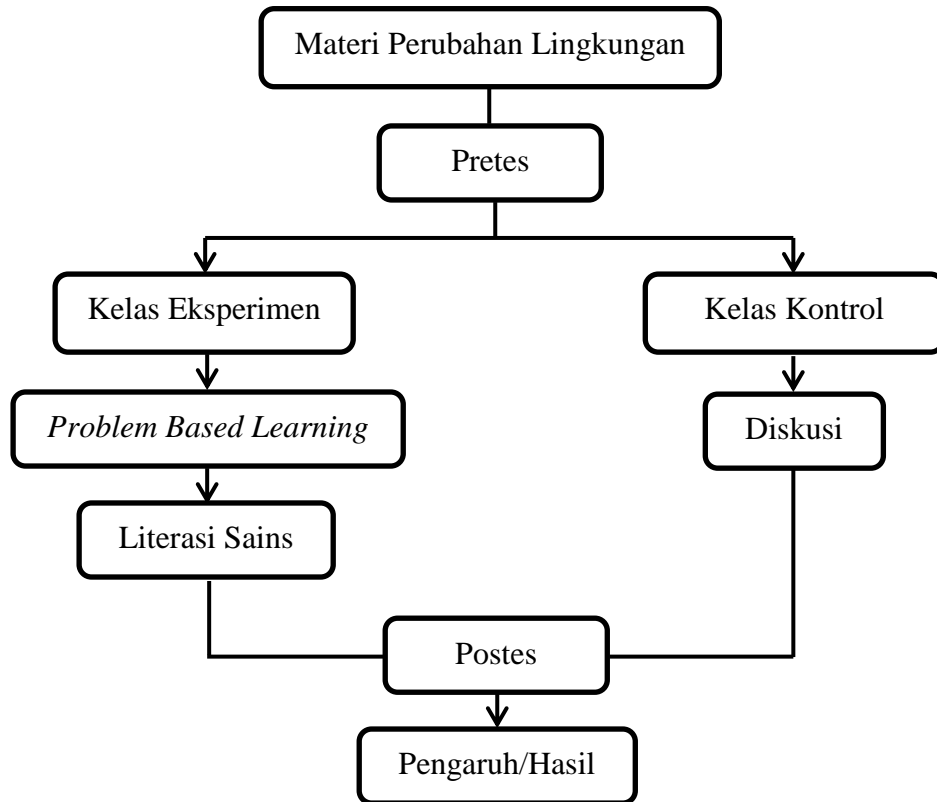 Materi Perubahan Lingkungan
Pretes
Kelas Eksperimen
Kelas Kontrol
Problem Based Learning
Diskusi
Literasi Sains
Postes
Pengaruh/Hasil